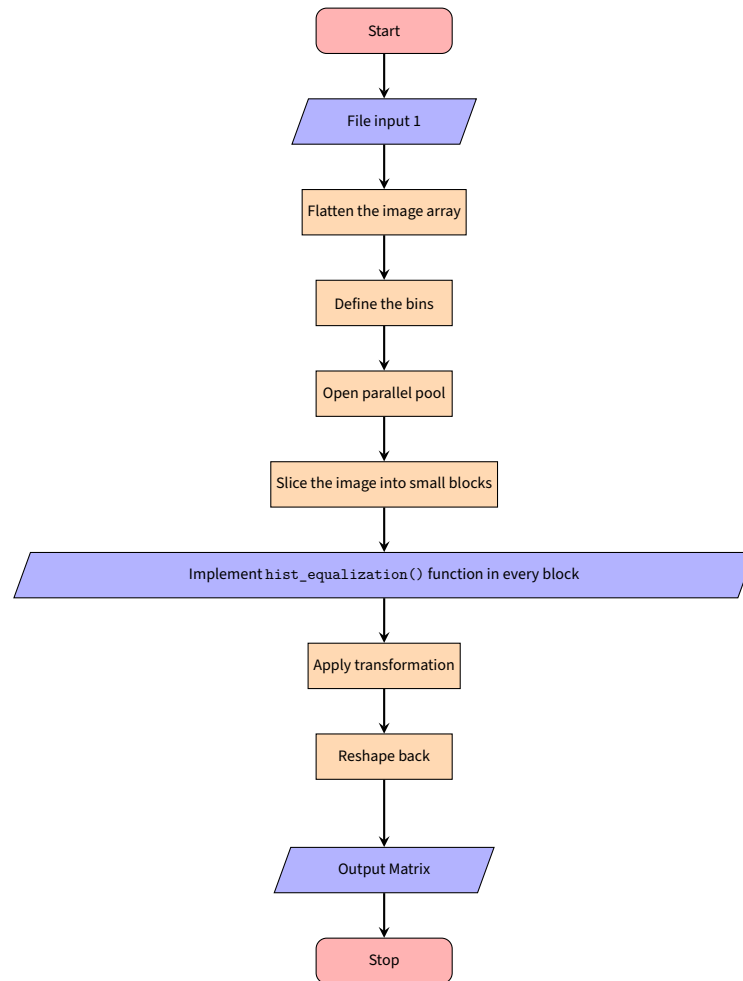 Start
File input 1
Flatten the image array
Define the bins
Open parallel pool
Slice the image into small blocks
Implement hist_equalization() function in every block
Apply transformation
Reshape back
Output Matrix
Stop